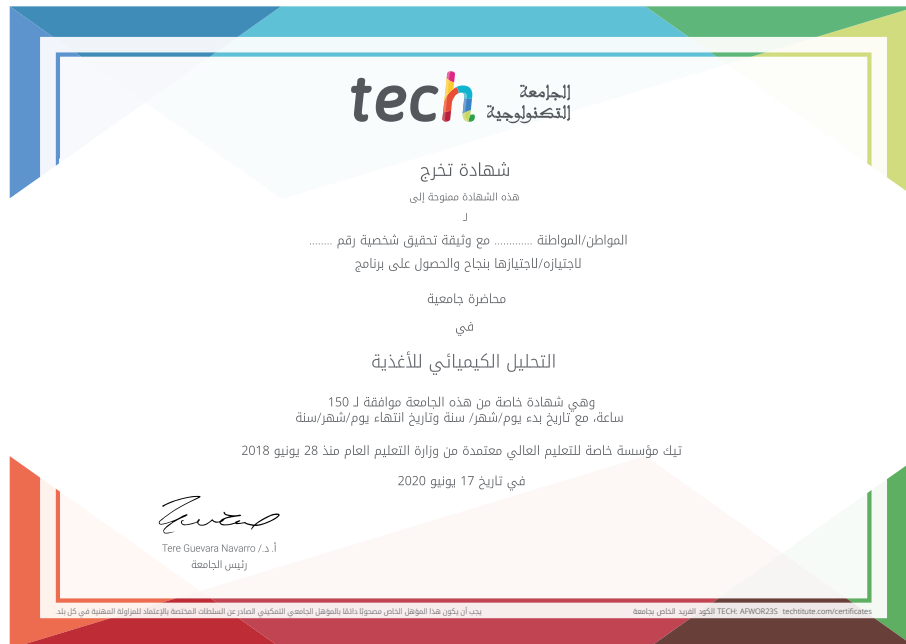 tech الجامعة
التكنولوجية
شهادة تخرج
هذه الشهادة ممنوحة إلى
لـ
المواطن/المواطنة ............ مع وثيقة تحقيق شخصية رقم ........
لاجتيازه/لاجتيازها بنجاح والحصول على برنامج
محاضرة جامعية
في
التحليل الكيميائي للأغذية
وهي شهادة خاصة من هذه الجامعة موافقة لـ 150
ساعة، مع تاريخ بدء يوم/شهر/ سنة وتاريخ انتهاء يوم/شهر/سنة
تيك مؤسسة خاصة للتعليم العالي معتمدة من وزارة التعليم العام منذ 28 يونيو 2018
في تاريخ 17 يونيو 2020
أ. د./ Tere Guevara Navarro
رئيس الجامعة
يجب أن يكون هذا المؤهل الخاص مصحوبًا دائمًا بالمؤهل الجامعي التمكيني الصادر عن السلطات المختصة بالإعتماد للمزاولة المهنية في كل بلد.
الكود الفريد الخاص بجامعة TECH: AFWOR23S techtitute.com/certificates